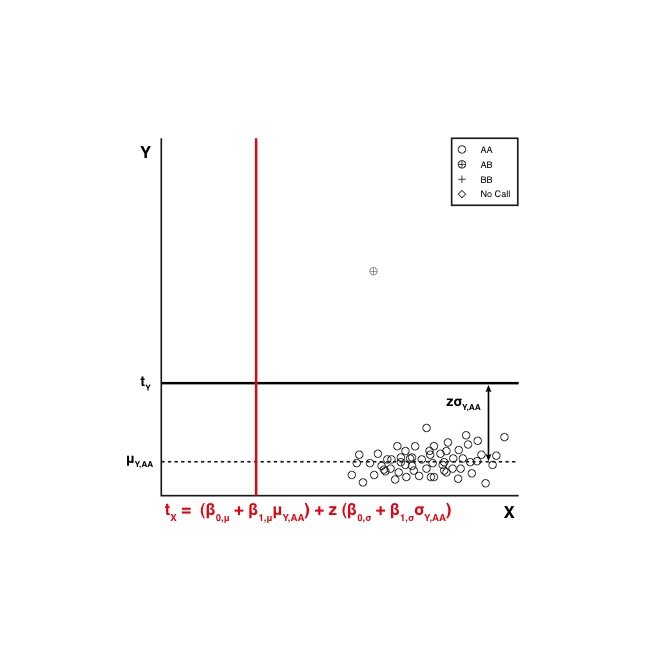 Y
AA
AB
BB
No Call
t_Y
zσ_Y,AA
μ_Y,AA
t_X = (β_0,μ + β_1,μ μ_Y,AA) + z (β_0,σ + β_1,σ σ_Y,AA)
X